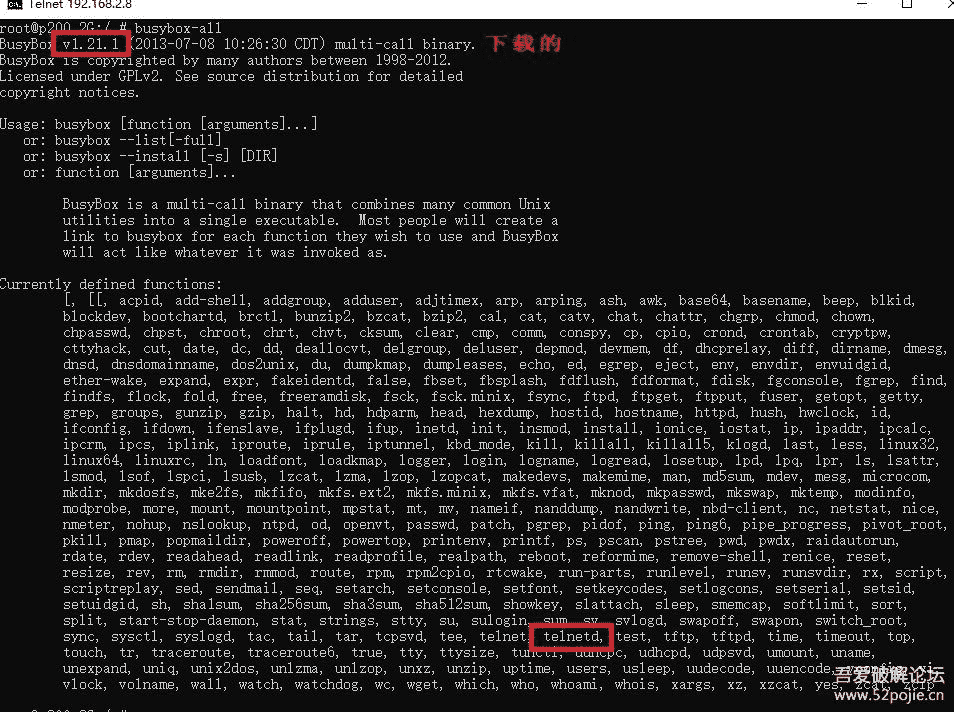 Telnet 192.168.2.8
root@p200_2G:/ # busybox-all
BusyBox v1.21.1 (2013-07-08 10:26:30 CDT) multi-call binary. 下载的
BusyBox is copyrighted by many authors between 1998-2012.
Licensed under GPLv2. See source distribution for detailed
copyright notices.
Usage: busybox [function [arguments]...]
or: busybox --list[-full]
or: busybox --install [-s] [DIR]
or: function [arguments]...
BusyBox is a multi-call binary that combines many common Unix
utilities into a single executable.  Most people will create a
link to busybox for each function they wish to use and BusyBox
will act like whatever it was invoked as.
Currently defined functions:
[, [[, acpid, add-shell, addgroup, adduser, adjtimex, arp, arping, ash, awk, base64, basename, beep, blkid,
blockdev, bootchartd, brctl, bunzip2, bzcat, bzip2, cal, cat, catv, chat, chattr, chgrp, chmod, chown,
chpasswd, chpst, chroot, chrt, chvt, cksum, clear, cmp, comm, conspy, cp, cpio, crond, crontab, cryptpw,
cttyhack, cut, date, dc, dd, deallocvt, delgroup, deluser, depmod, devmem, df, dhcprelay, diff, dirname, dmesg,
dnsd, dnsdomainname, dos2unix, du, dumpkmap, dumpleases, echo, ed, egrep, eject, env, envdir, envuidgid,
ether-wake, expand, expr, fakeidentd, false, fbset, fbsplash, fdflush, fdformat, fdisk, fgconsole, fgrep, find,
findfs, flock, fold, free, freeramdisk, fsck, fsck.minix, fsync, ftpd, ftpget, ftpput, fuser, getopt, getty,
grep, groups, gunzip, gzip, halt, hd, hdparm, head, hexdump, hostid, hostname, httpd, hush, hwclock, id,
ifconfig, ifdown, ifenslave, ifplugd, ifup, inetd, init, insmod, install, ionice, iostat, ip, ipaddr, ipcalc,
ipcrm, ipcs, iplink, iproute, iprule, iptunnel, kbd_mode, kill, killall, killall5, klogd, last, less, linux32,
linux64, linuxrc, ln, loadfont, loadkmap, logger, login, logname, logread, losetup, lpd, lpq, lpr, ls, lsattr,
lsmod, lsof, lspci, lsusb, lzcat, lzma, lzop, lzopcat, makedevs, makemime, man, md5sum, mdev, mesg, microcom,
mkdir, mkdosfs, mke2fs, mkfifo, mkfs.ext2, mkfs.minix, mkfs.vfat, mknod, mkpasswd, mkswap, mktemp, modinfo,
modprobe, more, mount, mountpoint, mpstat, mt, mv, nameif, nanddump, nandwrite, nbd-client, nc, netstat, nice,
nmeter, nohup, nslookup, ntpd, od, openvt, passwd, patch, pgrep, pidof, ping, ping6, pipe_progress, pivot_root,
pkill, pmap, popmaildir, poweroff, powertop, printenv, printf, ps, pscan, pstree, pwd, pwdx, raidautorun,
rdate, rdev, readahead, readlink, readprofile, realpath, reboot, reformime, remove-shell, renice, reset,
resize, rev, rm, rmdir, rmmod, route, rpm, rpm2cpio, rtcwake, run-parts, runlevel, runsv, runsvdir, rx, script,
scriptreplay, sed, sendmail, seq, setarch, setconsole, setfont, setkeycodes, setlogcons, setserial, setsid,
setuidgid, sh, sha1sum, sha256sum, sha3sum, sha512sum, showkey, slattach, sleep, smemcap, softlimit, sort,
split, start-stop-daemon, stat, strings, stty, su, sulogin, sum, sv, svlogd, swapoff, swapon, switch_root,
sync, sysctl, syslogd, tac, tail, tar, tcpsvd, tee, telnet, telnetd, test, tftp, tftpd, time, timeout, top,
touch, tr, traceroute, traceroute6, true, tty, ttysize, tunctl, udhcpc, udhcpd, udpsvd, umount, uname,
unexpand, uniq, unix2dos, unlzma, unlzop, unxz, unzip, uptime, users, usleep, uudecode, uuencode, vi,
vlock, volname, wall, watch, watchdog, wc, wget, which, who, whoami, whois, xargs, xz, xzcat, yes, zcat, zcip
吾爱破解论坛
www.52pojie.cn